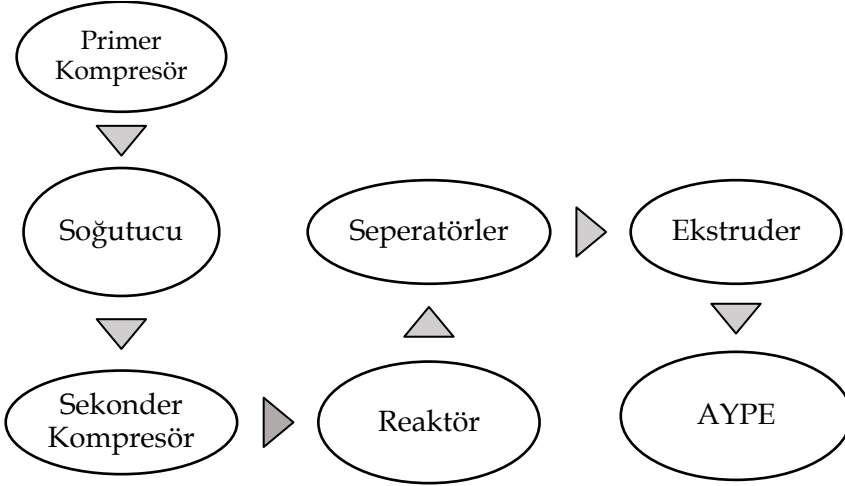 Primer
Kompresör
Soğutucu
Sekonder
Kompresör
Reaktör
Seperatörler
Ekstruder
AYPE